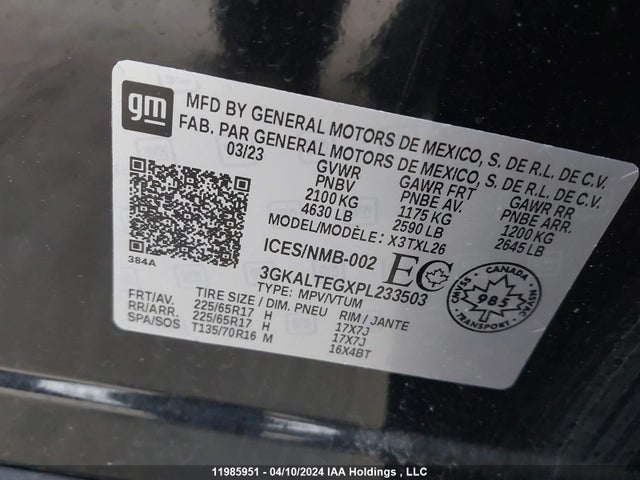 gm
MFD BY GENERAL MOTORS DE MEXICO, S. DE R.L. DE C.V.
FAB. PAR GENERAL MOTORS DE MEXICO, S. DE R.L. DE C.V.
03/23 GVWR GAWR FRT GAWR RR
PNBV PNBE AV. PNBE ARR.
2100 KG 1175 KG 1200 KG
4630 LB 2590 LB 2645 LB
MODEL/MODÈLE: X3TXL26
384A
ICES/NMB-002 EC
3GKALTEGXPL233503
TYPE: MPV/VTUM
CANADA
985
TRANSPORT
TIRE SIZE / DIM. PNEU RIM / JANTE
FRT/AV. 225/65R17 H 17X7J
RR/ARR. 225/65R17 H 17X7J
SPA/SOS T135/70R16 M 16X4BT
11985951 - 04/10/2024 IAA Holdings , LLC